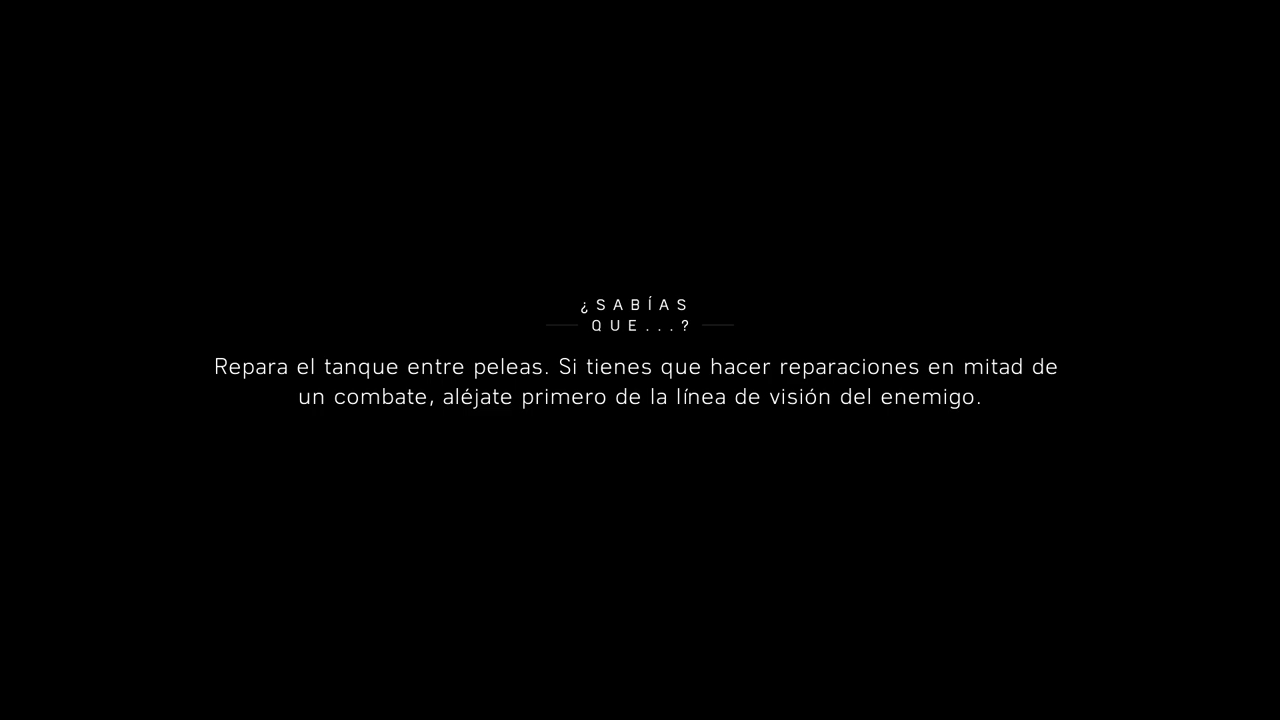 ¿SABÍAS
QUE...?
Repara el tanque entre peleas. Si tienes que hacer reparaciones en mitad de
un combate, aléjate primero de la línea de visión del enemigo.